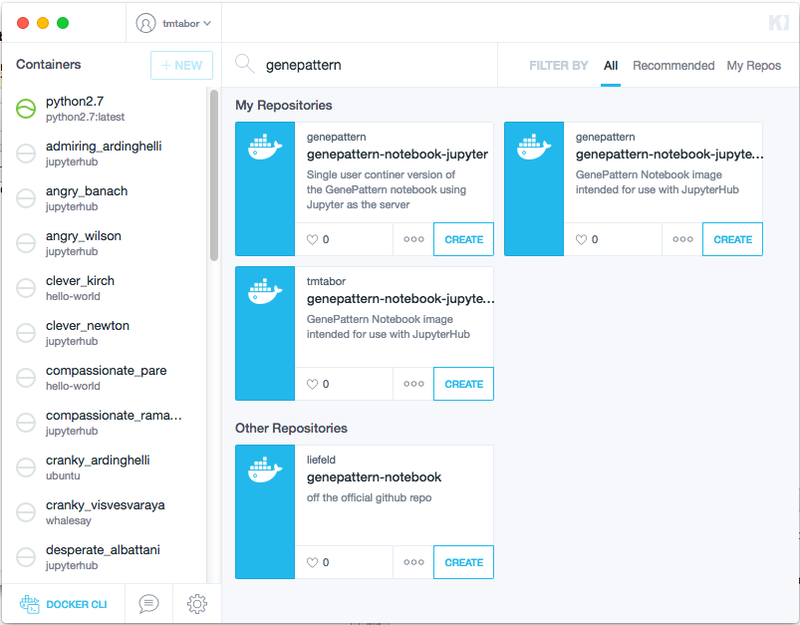 tmtabor
Containers
+ NEW
genepattern
FILTER BY All Recommended My Repos
python2.7
python2.7:latest
admiring_ardinghelli
jupyterhub
angry_banach
jupyterhub
angry_wilson
jupyterhub
clever_kirch
hello-world
clever_newton
jupyterhub
compassionate_pare
hello-world
compassionate_rama...
jupyterhub
cranky_ardinghelli
ubuntu
cranky_visvesvaraya
whalesay
desperate_albattani
jupyterhub
DOCKER CLI
My Repositories
genepattern
genepattern-notebook-jupyter
Single user continer version of
the GenePattern notebook using
Jupyter as the server
0
CREATE
genepattern
genepattern-notebook-jupyte...
GenePattern Notebook image
intended for use with JupyterHub
0
CREATE
tmtabor
genepattern-notebook-jupyte...
GenePattern Notebook image
intended for use with JupyterHub
0
CREATE
Other Repositories
liefeld
genepattern-notebook
off the official github repo
0
CREATE